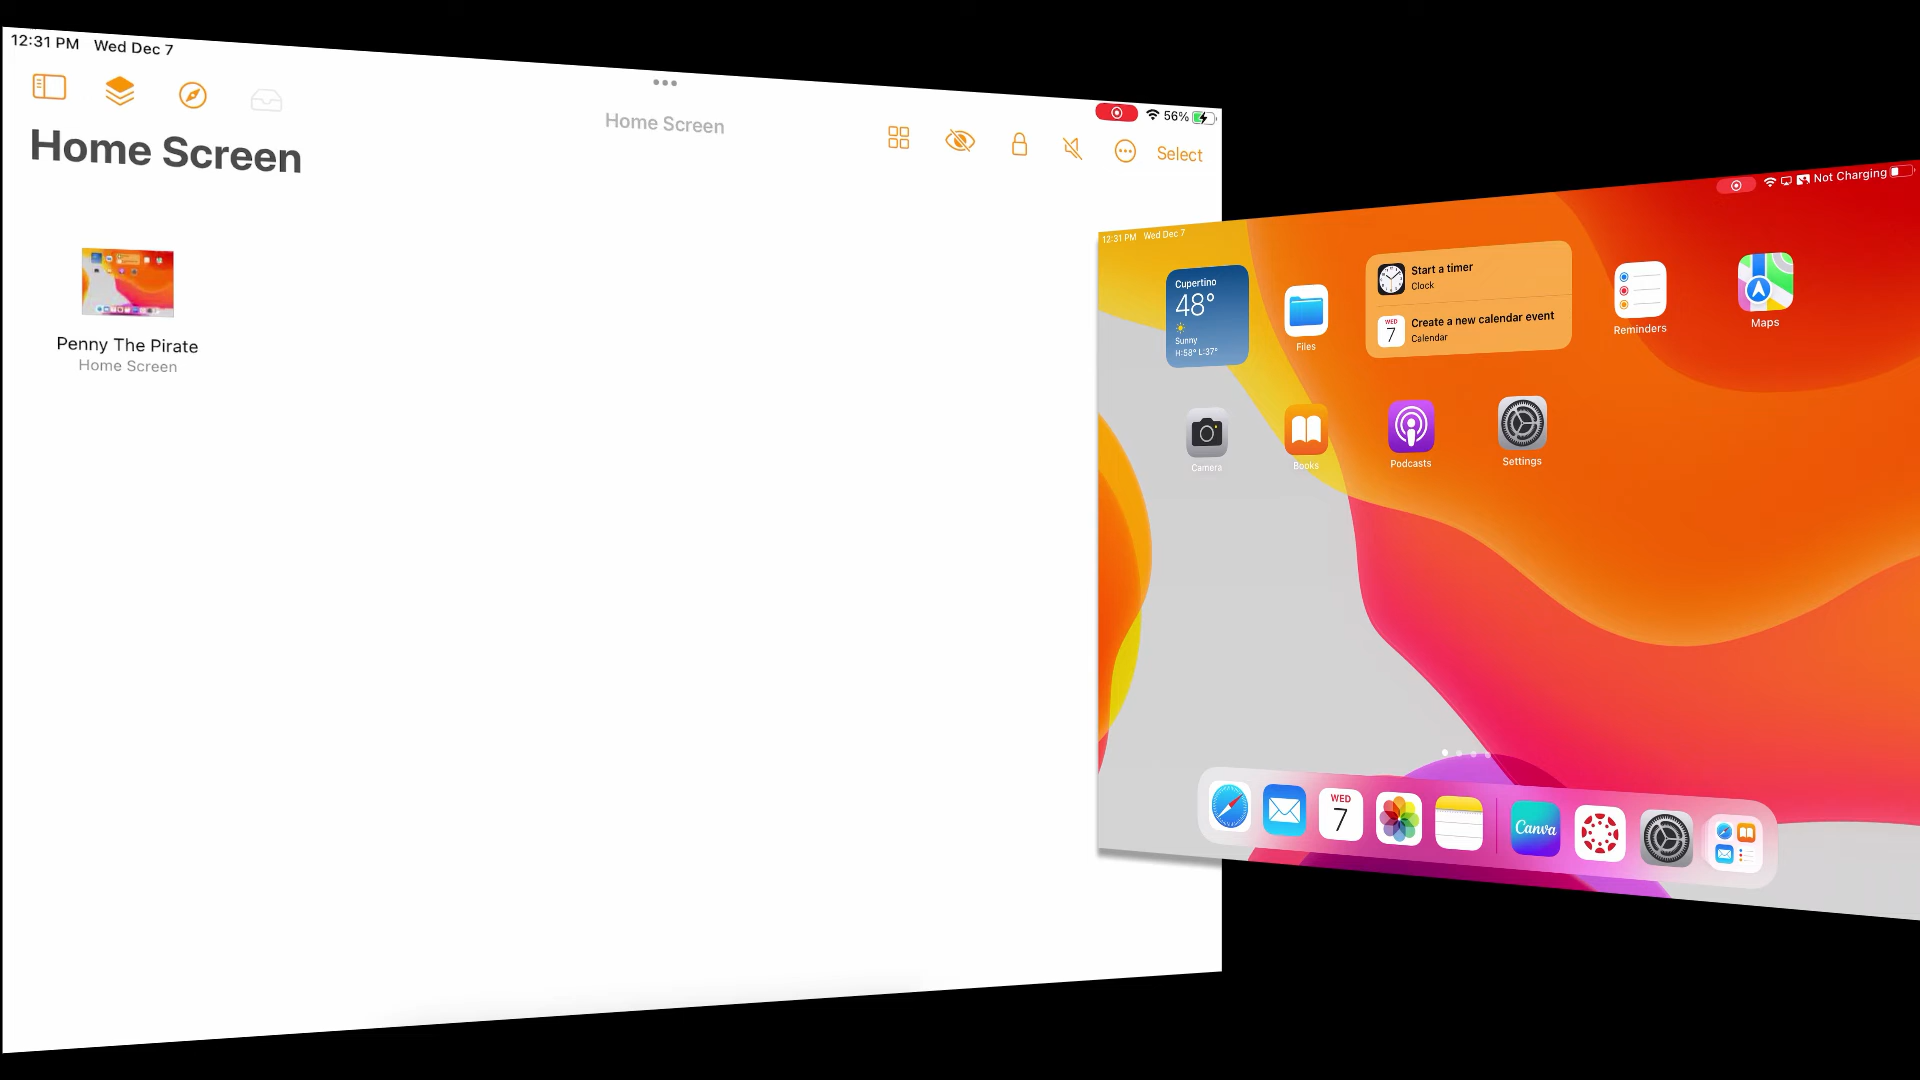 12:31 PM Wed Dec 7
56%
Home Screen
Select
Home Screen
Penny The Pirate
Home Screen
Not Charging
12:31 PM Wed Dec 7
Cupertino
48°
Sunny
H:58° L:37°
Files
Start a timer
Clock
WED
7
Create a new calendar event
Calendar
Reminders
Maps
Camera
Books
Podcasts
Settings
WED
7
Canva